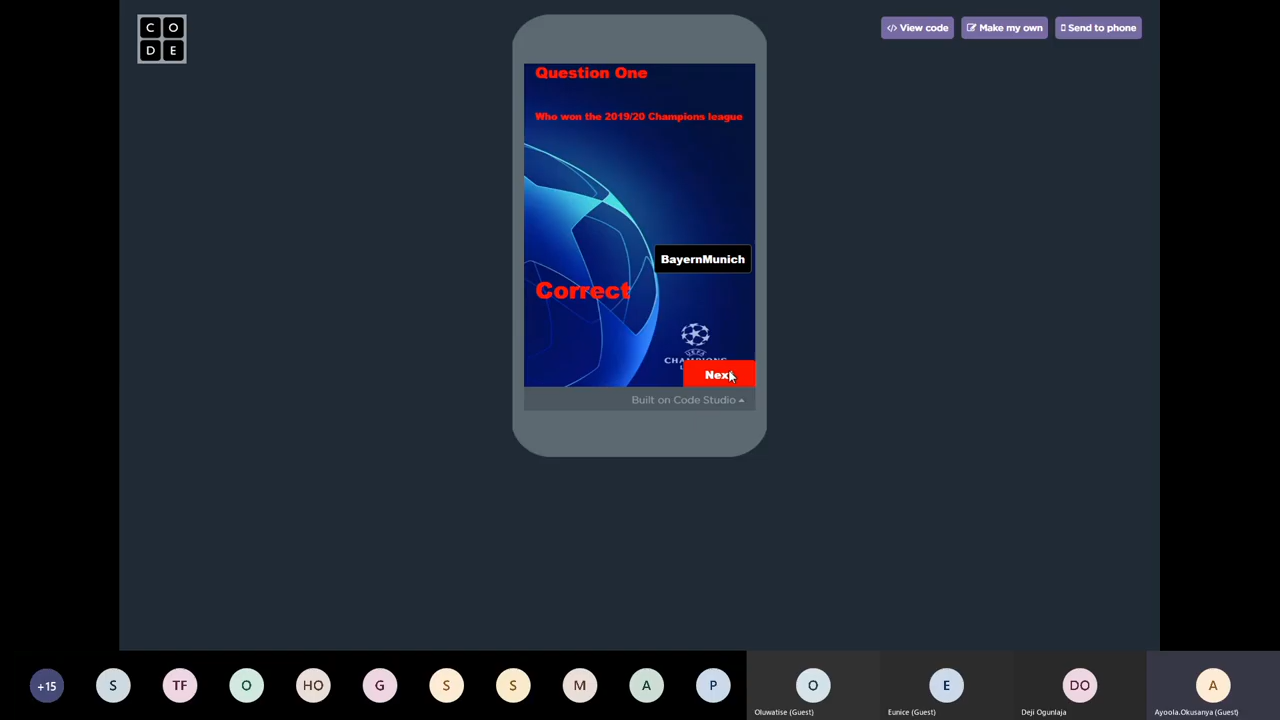 C O
D E
</> View code
Make my own
Send to phone
Question One
Who won the 2019/20 Champions league
BayernMunich
Correct
UEFA
Next
Built on Code Studio
+15
S
TF
O
HO
G
S
S
M
A
P
O
E
DO
A
Oluwatise (Guest)
Eunice (Guest)
Deji Ogunlaja
Ayoola.Okusanya (Guest)